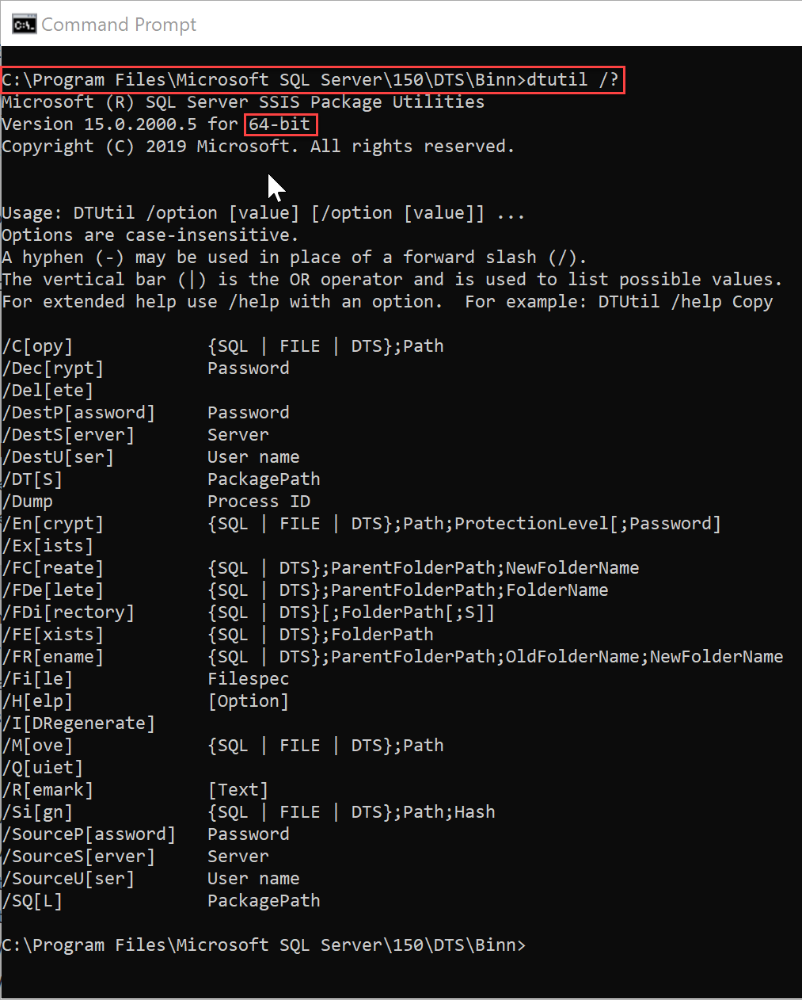 Command Prompt
C:\Program Files\Microsoft SQL Server\150\DTS\Binn>dtutil /?
Microsoft (R) SQL Server SSIS Package Utilities
Version 15.0.2000.5 for 64-bit
Copyright (C) 2019 Microsoft. All rights reserved.
Usage: DTUtil /option [value] [/option [value]] ...
Options are case-insensitive.
A hyphen (-) may be used in place of a forward slash (/).
The vertical bar (|) is the OR operator and is used to list possible values.
For extended help use /help with an option.  For example: DTUtil /help Copy
/C[opy]             {SQL | FILE | DTS};Path
/Dec[rypt]          Password
/Del[ete]
/DestP[assword]     Password
/DestS[erver]       Server
/DestU[ser]         User name
/DT[S]              PackagePath
/Dump               Process ID
/En[crypt]          {SQL | FILE | DTS};Path;ProtectionLevel[;Password]
/Ex[ists]
/FC[reate]          {SQL | DTS};ParentFolderPath;NewFolderName
/FDe[lete]          {SQL | DTS};ParentFolderPath;FolderName
/FDi[rectory]       {SQL | DTS}[;FolderPath[;S]]
/FE[xists]          {SQL | DTS};FolderPath
/FR[ename]          {SQL | DTS};ParentFolderPath;OldFolderName;NewFolderName
/Fi[le]             Filespec
/H[elp]             [Option]
/I[DRegenerate]
/M[ove]             {SQL | FILE | DTS};Path
/Q[uiet]
/R[emark]           [Text]
/Si[gn]             {SQL | FILE | DTS};Path;Hash
/SourceP[assword]   Password
/SourceS[erver]     Server
/SourceU[ser]       User name
/SQ[L]              PackagePath
C:\Program Files\Microsoft SQL Server\150\DTS\Binn>